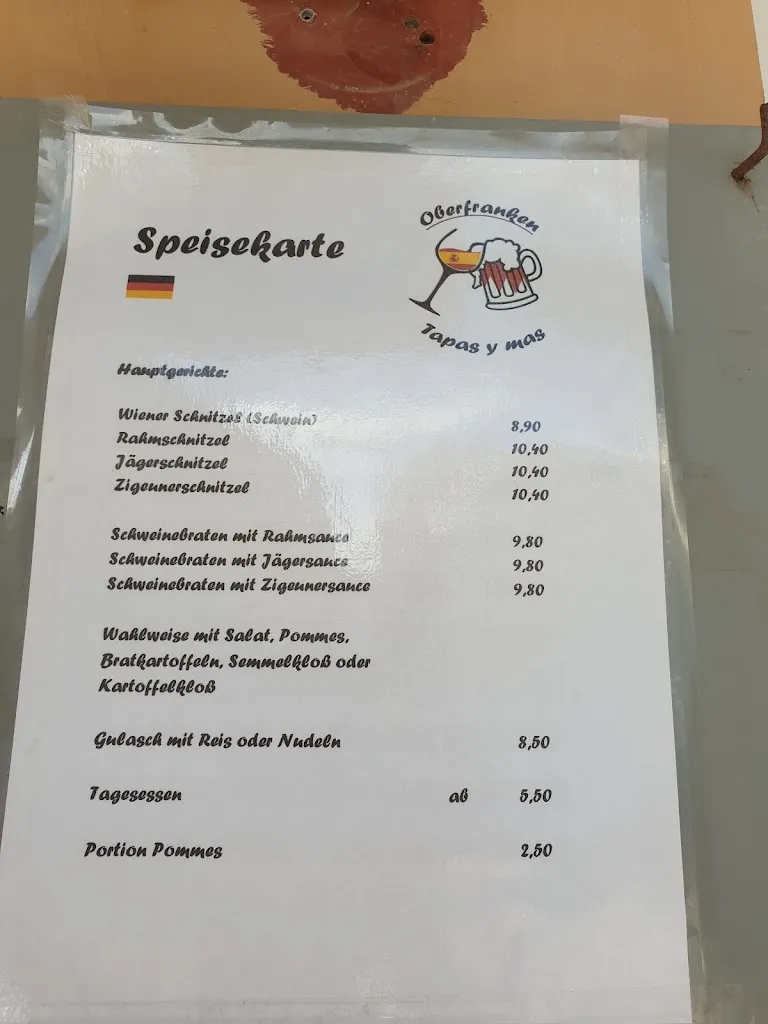 Oberfranken
Speisekarte
Tapas y mas
Hauptgerichte:
Wiener Schnitzel (Schwein) 8,90
Rahmschnitzel 10,40
Jägerschnitzel 10,40
Zigeunerschnitzel 10,40
Schweinebraten mit Rahmsauce 9,80
Schweinebraten mit Jägersauce 9,80
Schweinebraten mit Zigeunersauce 9,80
Wahlweise mit Salat, Pommes,
Bratkartoffeln, Semmelkloß oder
Kartoffelkloß
Gulasch mit Reis oder Nudeln 8,50
Tagesessen ab 5,50
Portion Pommes 2,50